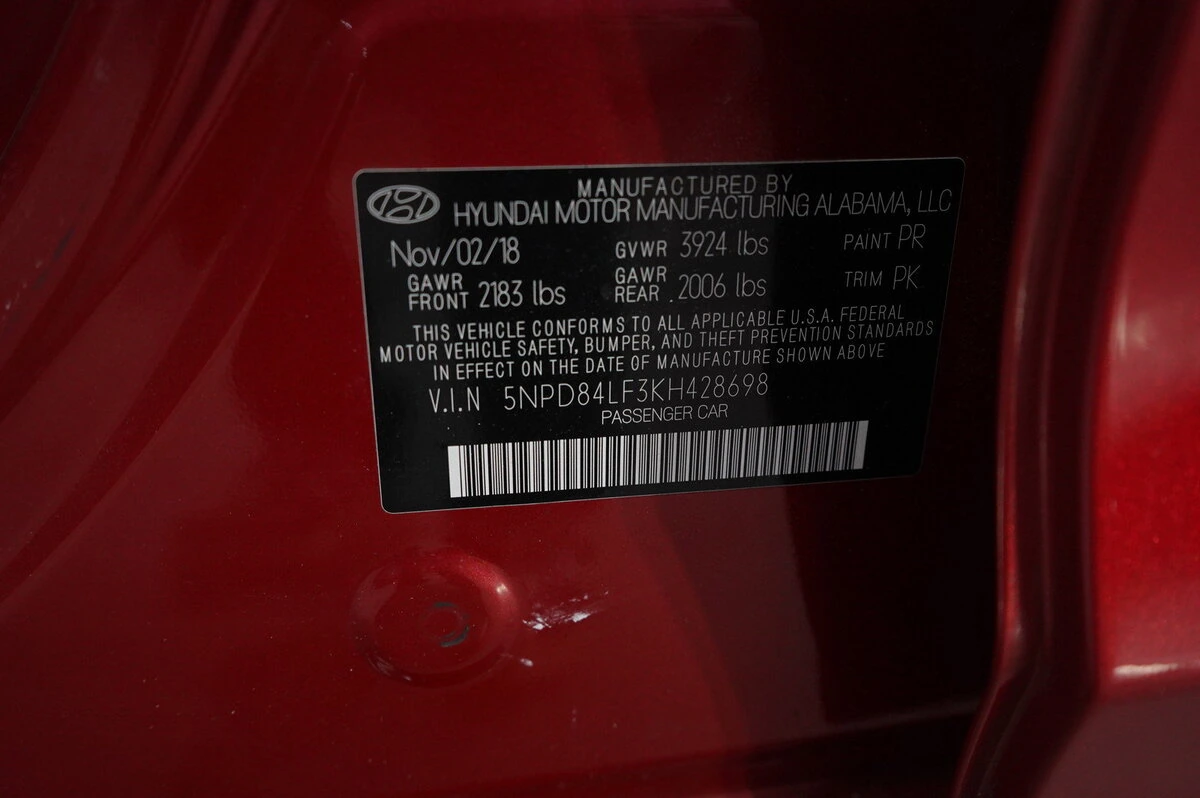 MANUFACTURED BY
HYUNDAI MOTOR MANUFACTURING ALABAMA, LLC
Nov/02/18 GVWR 3924 lbs PAINT PR
GAWR FRONT 2183 lbs GAWR REAR 2006 lbs TRIM PK
THIS VEHICLE CONFORMS TO ALL APPLICABLE U.S.A. FEDERAL
MOTOR VEHICLE SAFETY, BUMPER, AND THEFT PREVENTION STANDARDS
IN EFFECT ON THE DATE OF MANUFACTURE SHOWN ABOVE
V.I.N 5NPD84LF3KH428698
PASSENGER CAR